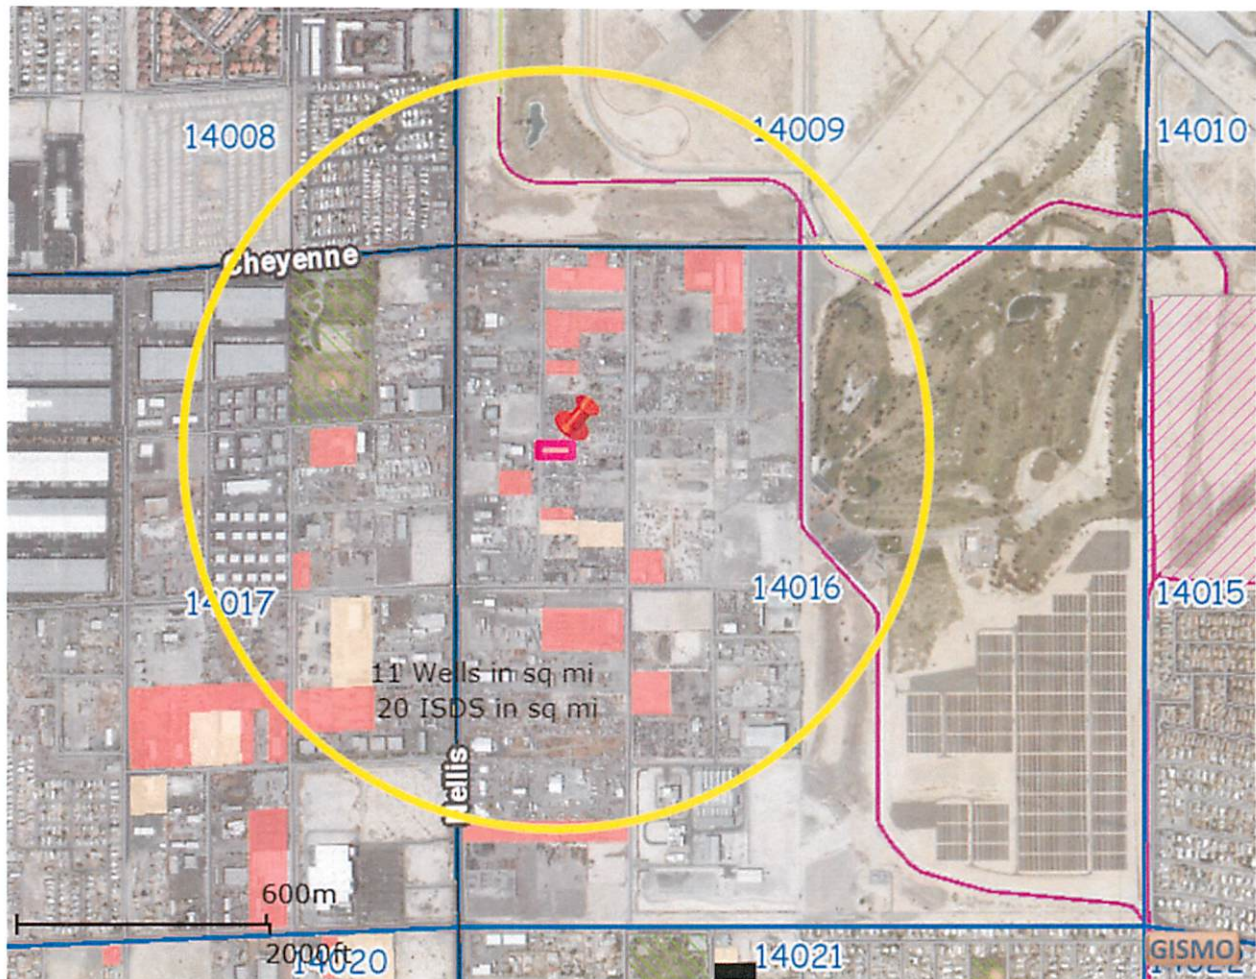 14008
14009
14010
Cheyenne
14017
14016
14015
11 Wells in sq mi
20 ISDS in sq mi
Nellis
600m
2000ft
14020
14021
GISMO